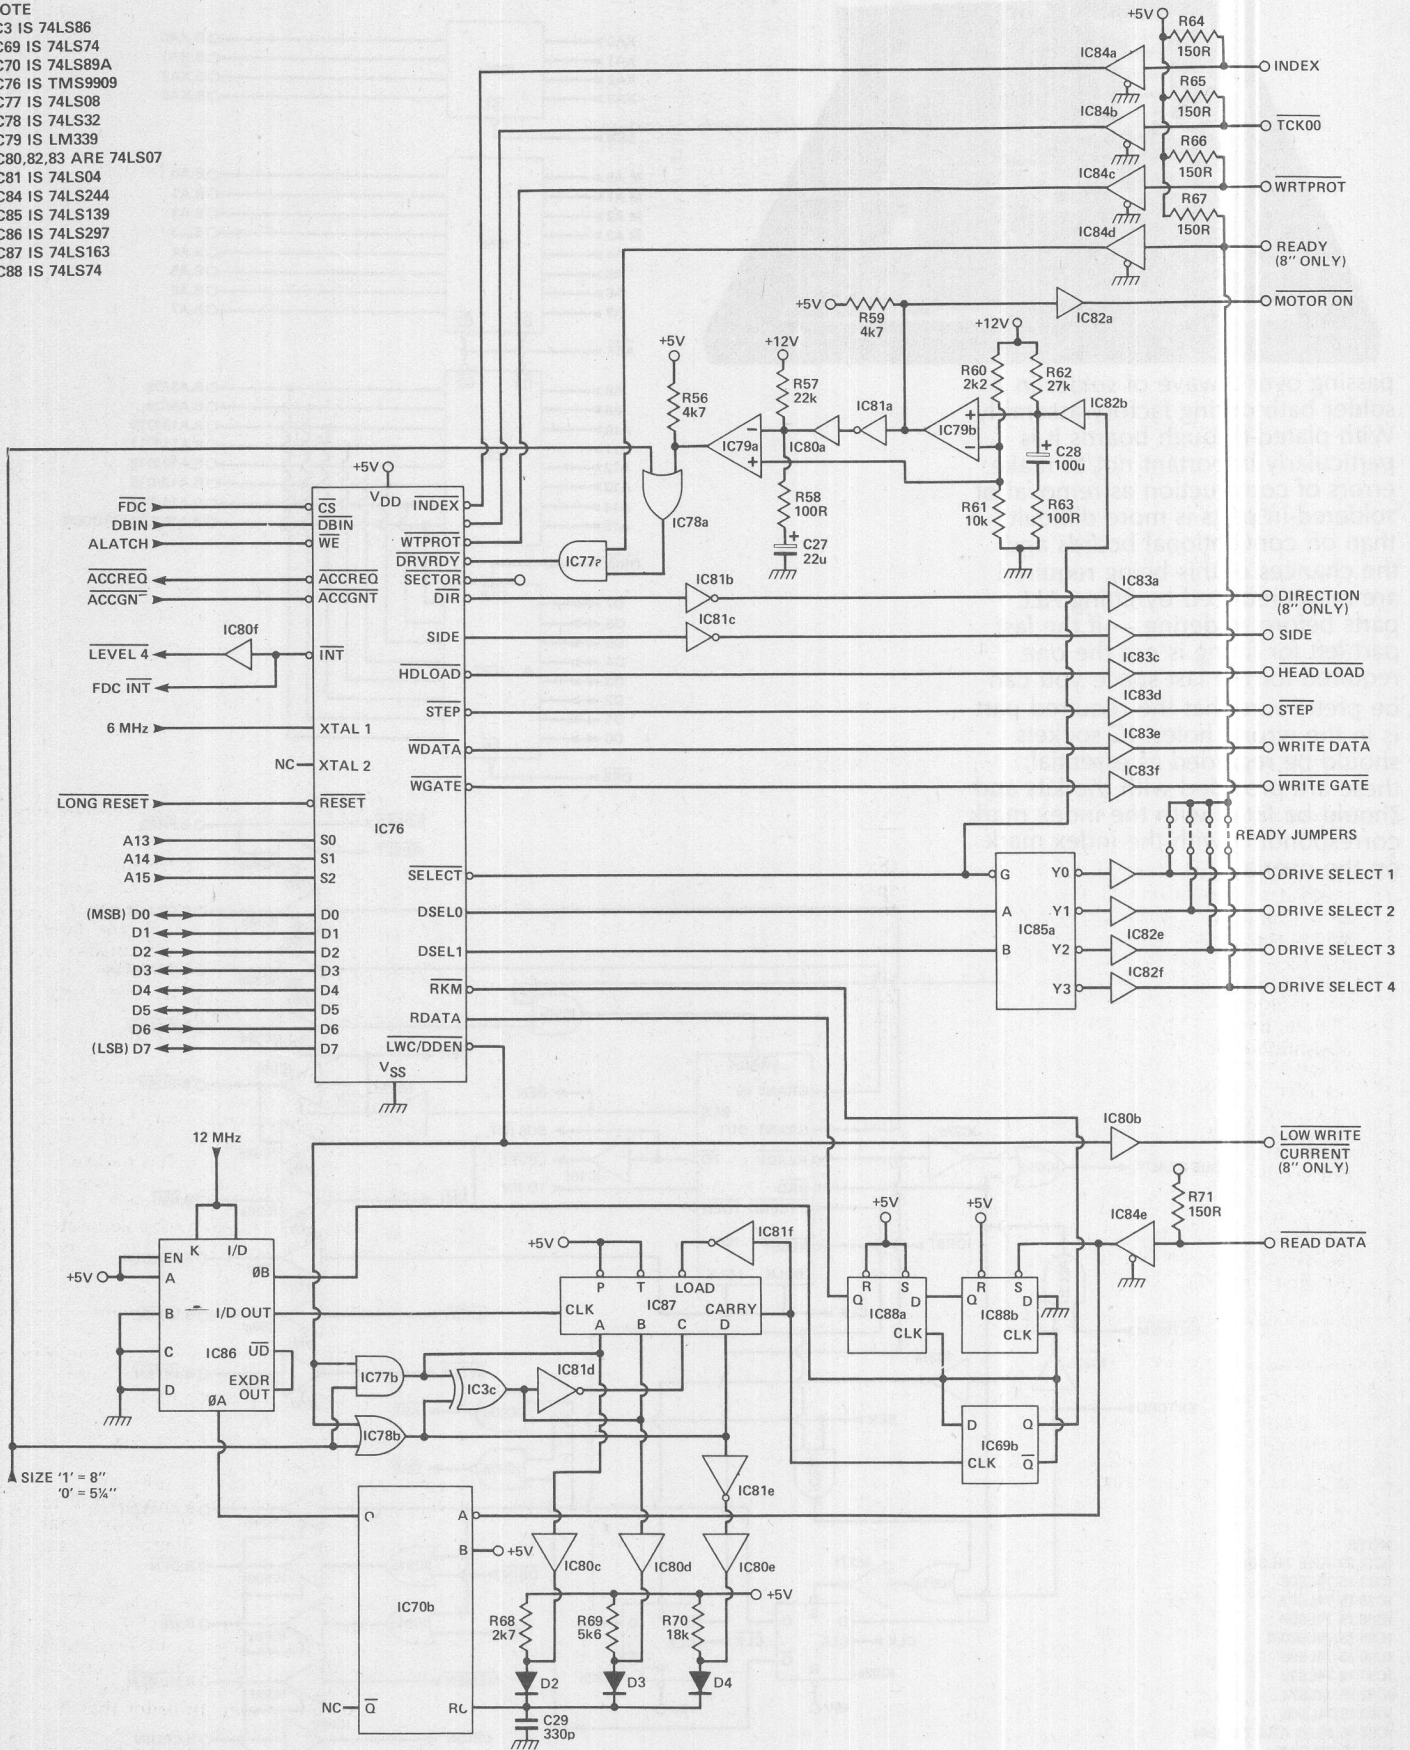 OTE
C3 IS 74LS86
C69 IS 74LS74
C70 IS 74LS89A
C76 IS TMS9909
C77 IS 74LS08
C78 IS 74LS32
C79 IS LM339
C80,82,83 ARE 74LS07
C81 IS 74LS04
C84 IS 74LS244
C85 IS 74LS139
C86 IS 74LS297
C87 IS 74LS163
C88 IS 74LS74
+5V
R64
150R
IC84a
INDEX
R65
150R
IC84b
TCK00
R66
150R
IC84c
WRTPROT
R67
150R
IC84d
READY
(8" ONLY)
+5V
R59
4k7
IC82a
MOTOR ON
+12V
R60
2k2
R62
27k
IC82b
+5V
R56
4k7
+12V
R57
22k
IC81a
IC80a
IC79a
IC79b
C28
100u
R58
100R
R61
10k
R63
100R
C27
22u
IC78a
IC77
+5V
VDD
FDC
CS
INDEX
DBIN
DBIN
ALATCH
WE
WTPROT
DRVRDY
ACCREQ
ACCREQ
SECTOR
ACCGN
ACCGNT
DIR
IC81b
IC83a
DIRECTION
(8" ONLY)
IC80f
SIDE
IC81c
SIDE
LEVEL 4
INT
IC83c
HDLOAD
HEAD LOAD
FDC INT
IC83d
STEP
STEP
6 MHz
XTAL 1
IC83e
WDATA
WRITE DATA
NC
XTAL 2
IC83f
WGATE
WRITE GATE
LONG RESET
RESET
IC76
READY JUMPERS
A13
S0
A14
S1
A15
S2
SELECT
G
Y0
DRIVE SELECT 1
(MSB) D0
D0
DSEL0
A
Y1
DRIVE SELECT 2
D1
D1
IC85a
IC82e
D2
D2
DSEL1
B
Y2
DRIVE SELECT 3
D3
D3
IC82f
D4
D4
RKM
Y3
DRIVE SELECT 4
D5
D5
RDATA
D6
D6
(LSB) D7
D7
LWC/DDEN
VSS
12 MHz
IC80b
LOW WRITE
CURRENT
(8" ONLY)
+5V
+5V
R71
150R
IC84e
READ DATA
IC81f
+5V
K
I/D
EN
+5V
A
ØB
B
I/D OUT
C
IC86
UD
D
EXDR
OUT
ØA
P
T
LOAD
CLK
IC87
CARRY
A
B
C
D
R
S
Q
D
IC88a
CLK
R
S
Q
D
IC88b
CLK
IC77b
IC3c
IC81d
IC78b
D
Q
IC69b
CLK
Q
SIZE '1' = 8"
'0' = 5¼"
IC81e
A
B
+5V
IC80c
IC80d
IC80e
+5V
IC70b
R68
2k7
R69
5k6
R70
18k
D2
D3
D4
NC
Q
C29
330p